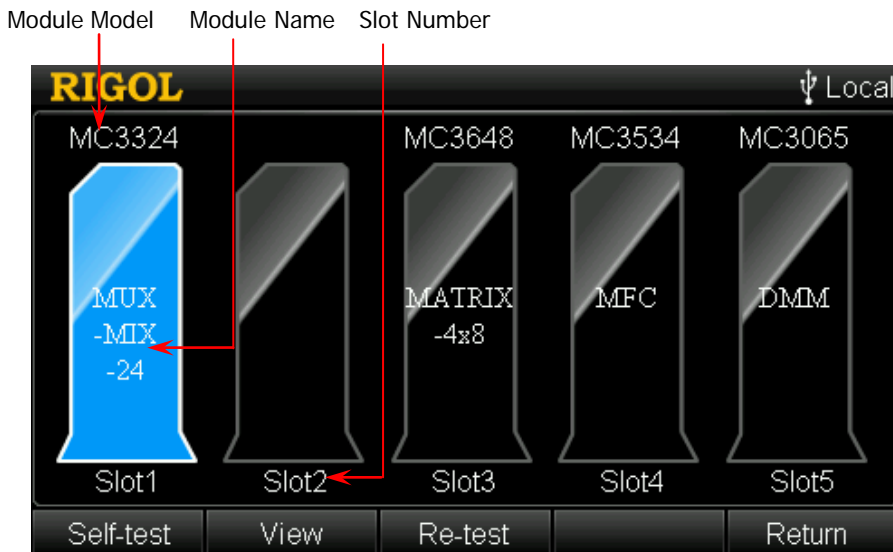 Module Model Module Name Slot Number
RIGOL Local
MC3324 MC3648 MC3534 MC3065
MUX
-MIX
-24
MATRIX
-4x8
MFC
DMM
Slot1 Slot2 Slot3 Slot4 Slot5
Self-test View Re-test Return